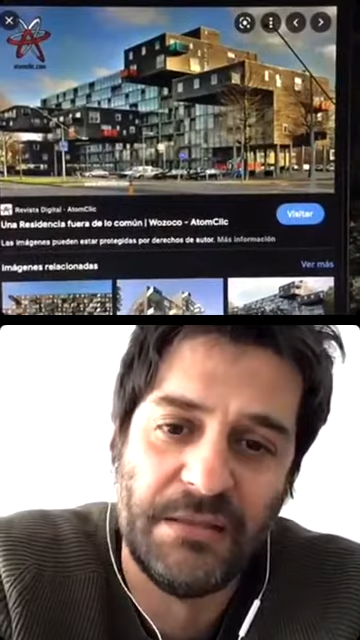 atomclic.com
Revista Digital - AtomClic
Una Residencia fuera de lo común | Wozoco - AtomClic
Visitar
Las imágenes pueden estar protegidas por derechos de autor. Más información
Imágenes relacionadas
Ver más